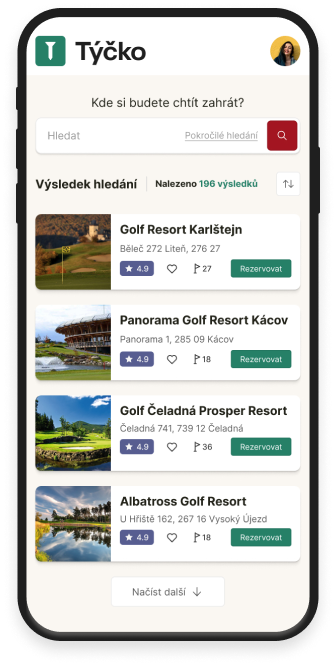 Týčko
Kde si budete chtít zahrát?
Hledat Pokročilé hledání
Výsledek hledání Nalezeno 196 výsledků
Golf Resort Karlštejn
Běleč 272 Liteň, 276 27
4.9 27 Rezervovat
Panorama Golf Resort Kácov
Panorama 1, 285 09 Kácov
4.9 18 Rezervovat
Golf Čeladná Prosper Resort
Čeladná 741, 739 12 Čeladná
4.9 36 Rezervovat
Albatross Golf Resort
U Hřiště 162, 267 16 Vysoký Újezd
4.9 18 Rezervovat
Načíst další